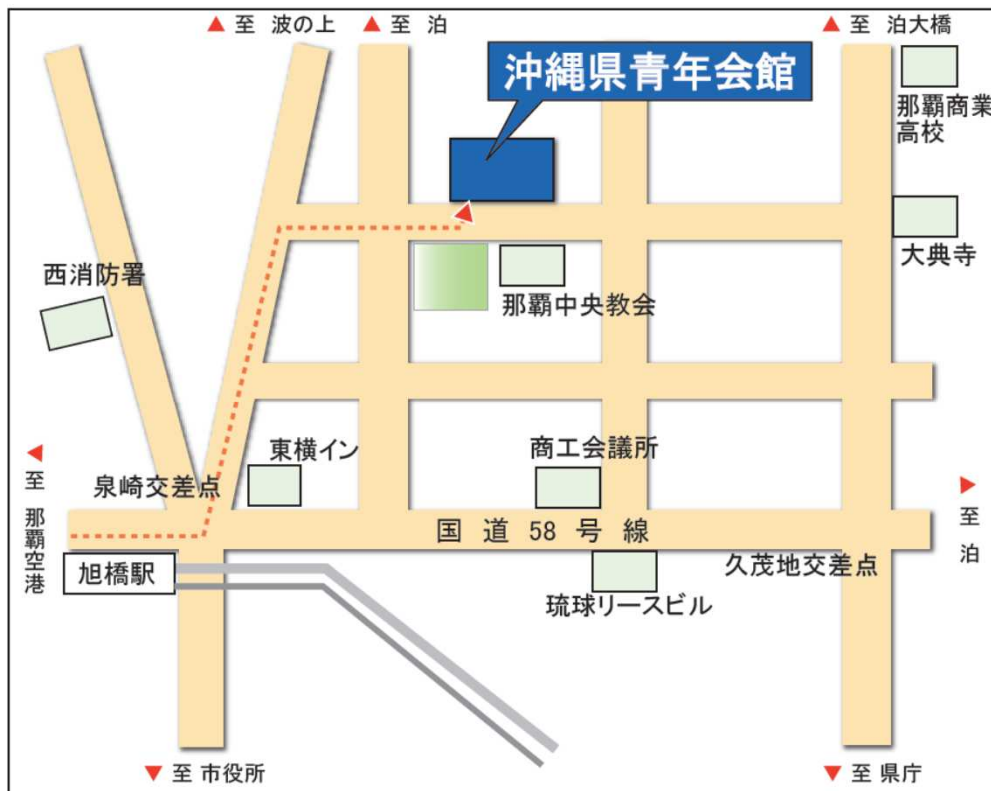 ▲ 至 波の上
▲ 至 泊
▲ 至 泊大橋
沖縄県青年会館
那覇商業
高校
大典寺
西消防署
那覇中央教会
東横イン
商工会議所
泉崎交差点
◀ 至 那覇空港
国道58号線
▶ 至 泊
旭橋駅
久茂地交差点
琉球リースビル
▼ 至 市役所
▼ 至 県庁